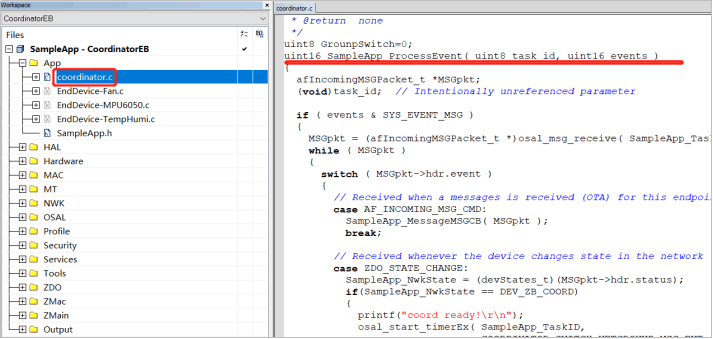 Workspace
CoordinatorEB
Files
SampleApp - CoordinatorEB
App
coordinator.c
EndDevice-Fan.c
EndDevice-MPU6050.c
EndDevice-TempHumi.c
SampleApp.h
HAL
Hardware
MAC
MT
NWK
OSAL
Profile
Security
Services
Tools
ZDO
ZMac
ZMain
Output
coordinator.c
* @return  none
*/
uint8 GrounpSwitch=0;
uint16 SampleApp_ProcessEvent( uint8 task_id, uint16 events )
{
afIncomingMSGPacket_t *MSGpkt;
(void)task_id;  // Intentionally unreferenced parameter
if ( events & SYS_EVENT_MSG )
{
MSGpkt = (afIncomingMSGPacket_t *)osal_msg_receive( SampleApp_Task
while ( MSGpkt )
{
switch ( MSGpkt->hdr.event )
{
// Received when a messages is received (OTA) for this endpoi
case AF_INCOMING_MSG_CMD:
SampleApp_MessageMSGCB( MSGpkt );
break;
// Received whenever the device changes state in the network
case ZDO_STATE_CHANGE:
SampleApp_NwkState = (devStates_t)(MSGpkt->hdr.status);
if(SampleApp_NwkState == DEV_ZB_COORD)
{
printf("coord ready!\r\n");
osal_start_timerEx( SampleApp_TaskID,